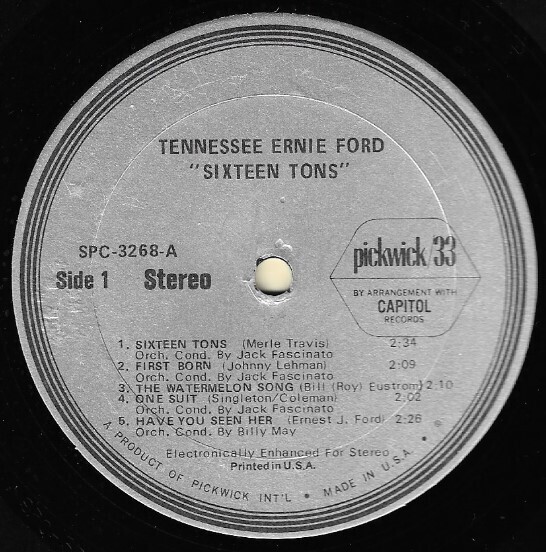 TENNESSEE ERNIE FORD
"SIXTEEN TONS"
SPC-3268-A
Side 1 Stereo
pickwick/33
BY ARRANGEMENT WITH
CAPITOL
RECORDS
1. SIXTEEN TONS (Merle Travis) 2:34
Orch. Cond. By Jack Fascinato
2. FIRST BORN (Johnny Lehman) 2:09
Orch. Cond. By Jack Fascinato
3. THE WATERMELON SONG (Bill (Roy) Eustrom) 2:10
4. ONE SUIT (Singleton/Coleman) 2:02
Orch. Cond. By Jack Fascinato
5. HAVE YOU SEEN HER (Ernest J. Ford) 2:26
Orch. Cond. By Billy May
Electronically Enhanced For Stereo
Printed in U.S.A.
A PRODUCT OF PICKWICK INT'L • MADE IN U.S.A. • ®